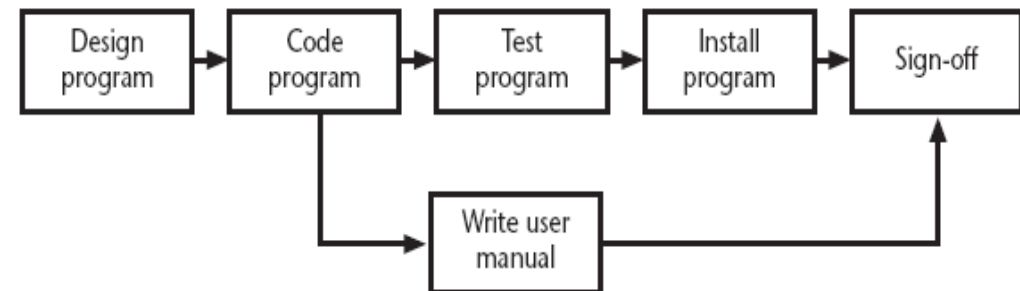 Design
program
Code
program
Test
program
Install
program
Sign-off
Write user
manual